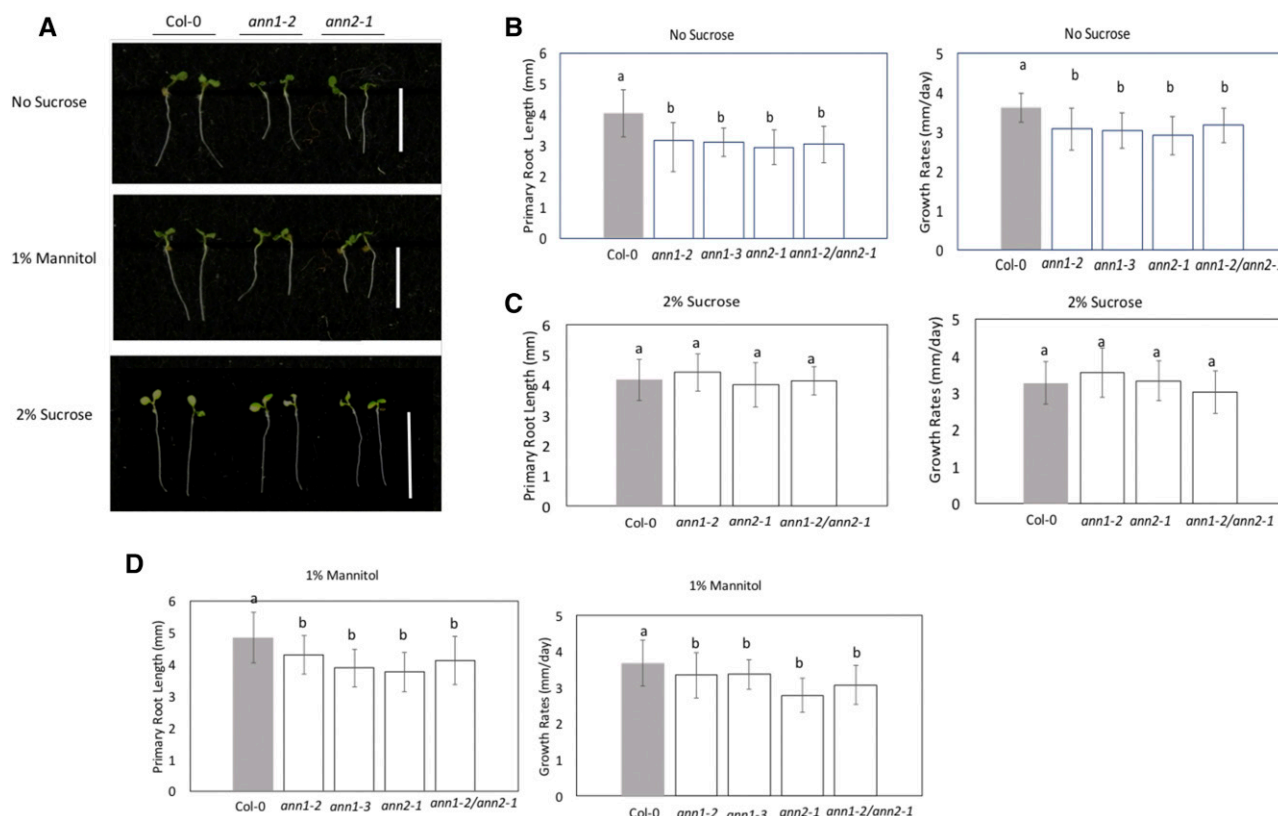 A
Col-0 ann1-2 ann2-1
No Sucrose
1% Mannitol
2% Sucrose
B
No Sucrose
Primary Root Length (mm)
6
5
4
3
2
1
0
a b b b b
Col-0 ann1-2 ann1-3 ann2-1 ann1-2/ann2-1
No Sucrose
Growth Rates (mm/day)
5
4
3
2
1
0
a b b b b
Col-0 ann1-2 ann1-3 ann2-1 ann1-2/ann2-1
C
2% Sucrose
Primary Root Length (mm)
6
5
4
3
2
1
0
a a a a
Col-0 ann1-2 ann2-1 ann1-2/ann2-1
2% Sucrose
Growth Rates (mm/day)
5
4
3
2
1
0
a a a a
Col-0 ann1-2 ann2-1 ann1-2/ann2-1
D
1% Mannitol
Primary Root Length (mm)
6
5
4
3
2
1
0
a b b b b
Col-0 ann1-2 ann1-3 ann2-1 ann1-2/ann2-1
1% Mannitol
Growth Rates (mm/day)
5
4
3
2
1
0
a b b b b
Col-0 ann1-2 ann1-3 ann2-1 ann1-2/ann2-1